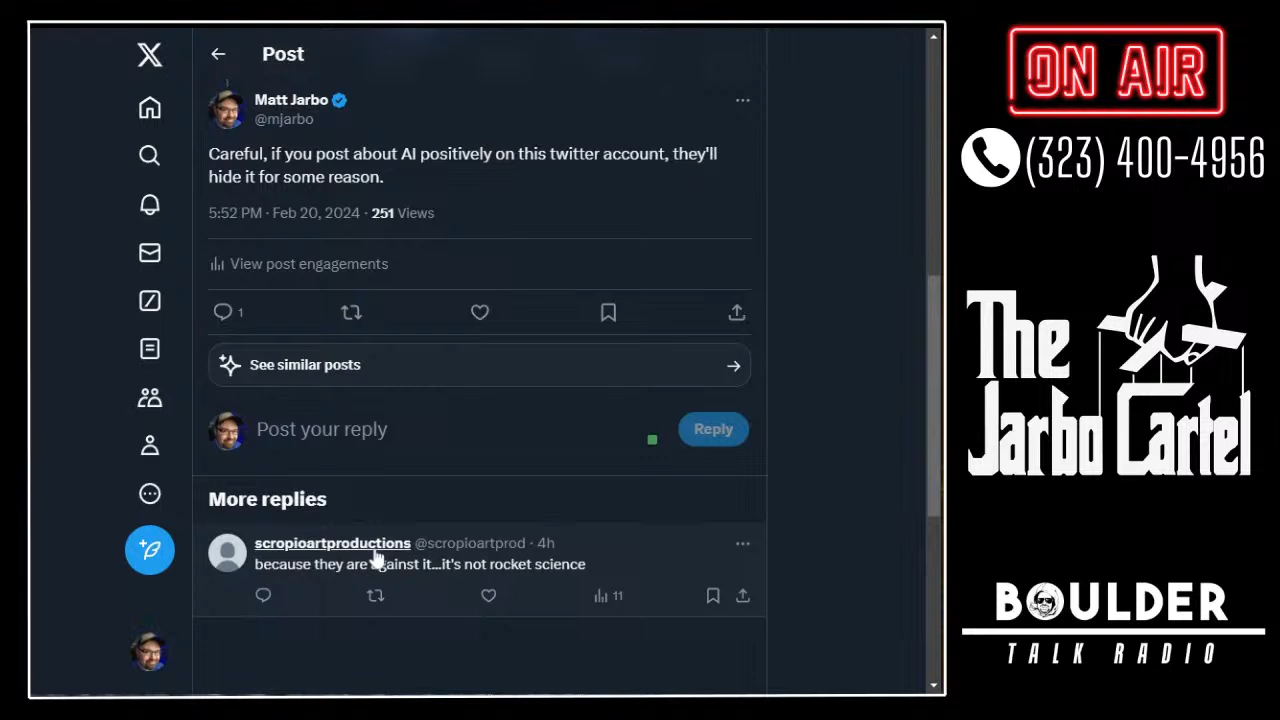 Post
Matt Jarbo
@mjarbo
Careful, if you post about AI positively on this twitter account, they'll
hide it for some reason.
5:52 PM · Feb 20, 2024 · 251 Views
View post engagements
1
See similar posts
Post your reply
Reply
More replies
scropioartproductions @scropioartprod · 4h
because they are against it...it's not rocket science
11
ON AIR
(323) 400-4956
The
Jarbo Cartel
BOULDER
TALK RADIO